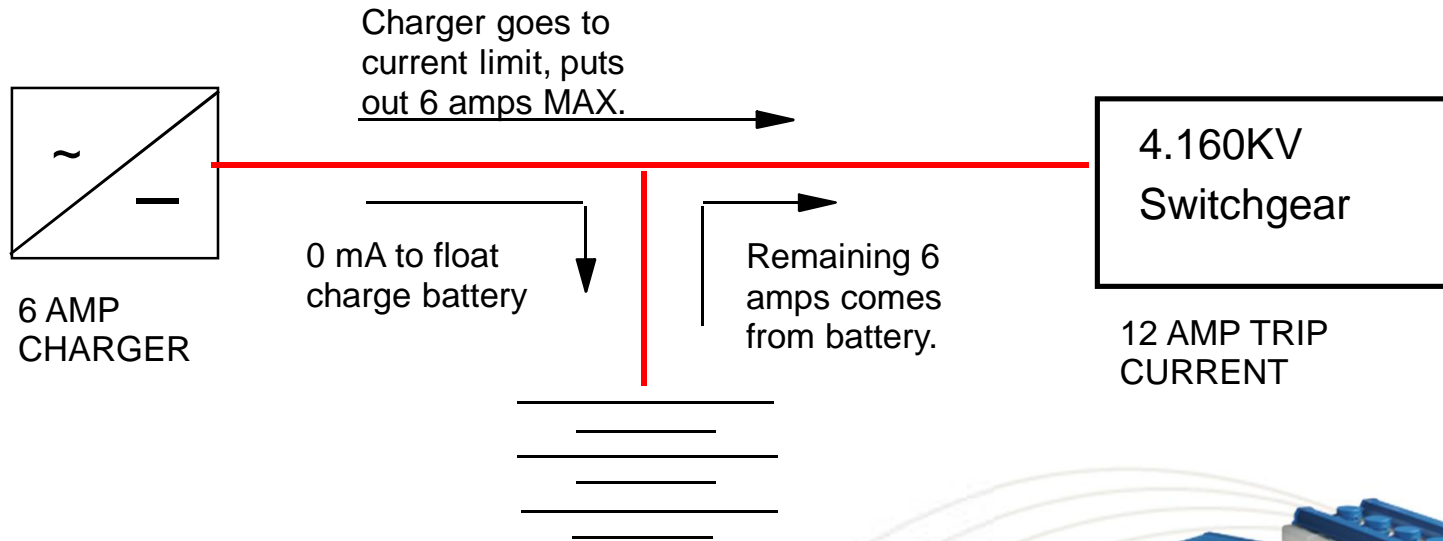 Charger goes to
current limit, puts
out 6 amps MAX.
~
—
4.160KV
Switchgear
0 mA to float
charge battery
Remaining 6
amps comes
from battery.
6 AMP
CHARGER
12 AMP TRIP
CURRENT